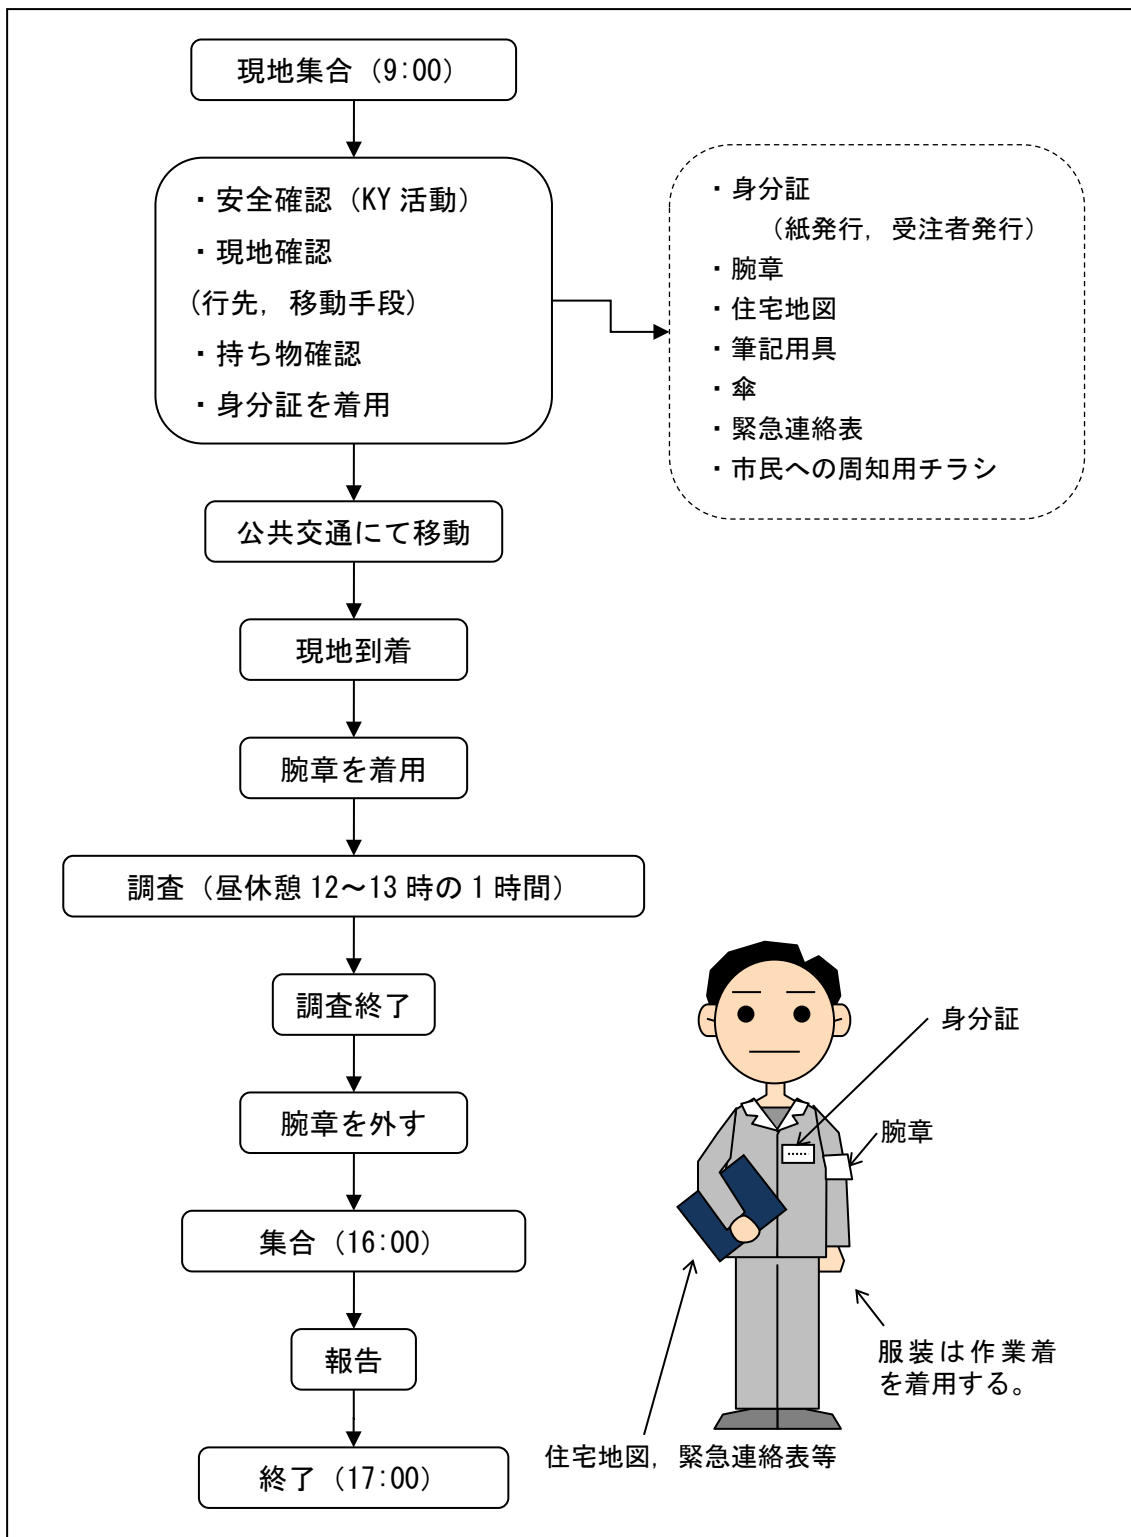 現地集合（9:00）
・安全確認（KY 活動）
・現地確認
(行先，移動手段)
・持ち物確認
・身分証を着用
・身分証
（紙発行，受注者発行）
・腕章
・住宅地図
・筆記用具
・傘
・緊急連絡表
・市民への周知用チラシ
公共交通にて移動
現地到着
腕章を着用
調査（昼休憩 12～13 時の 1 時間）
調査終了
腕章を外す
集合（16:00）
報告
終了（17:00）
身分証
腕章
服装は作業着
を着用する。
住宅地図，緊急連絡表等